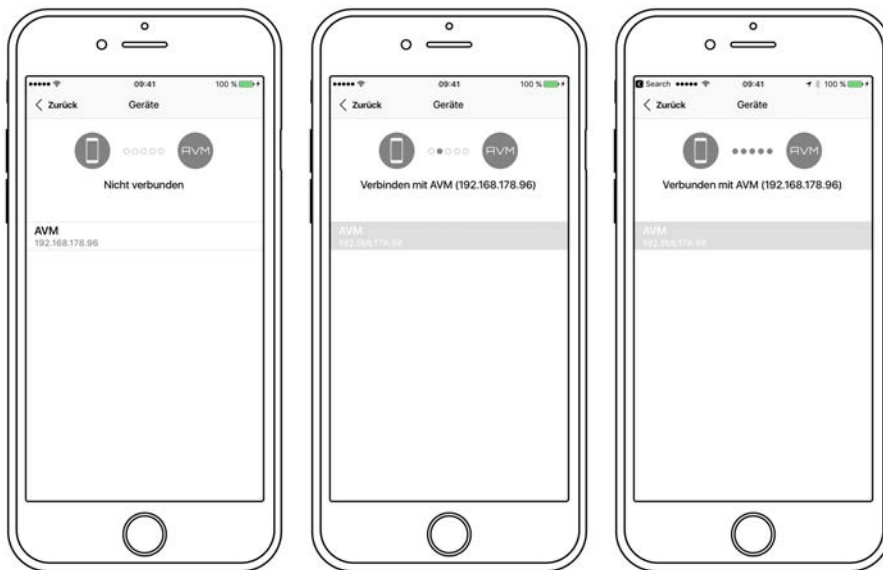 09:41
100 %
Zurück
Geräte
AVM
Nicht verbunden
AVM
192.168.178.96
09:41
100 %
Zurück
Geräte
AVM
Verbinden mit AVM (192.168.178.96)
AVM
192.168.178.96
Search
09:41
100 %
Zurück
Geräte
AVM
Verbunden mit AVM (192.168.178.96)
AVM
192.168.178.96